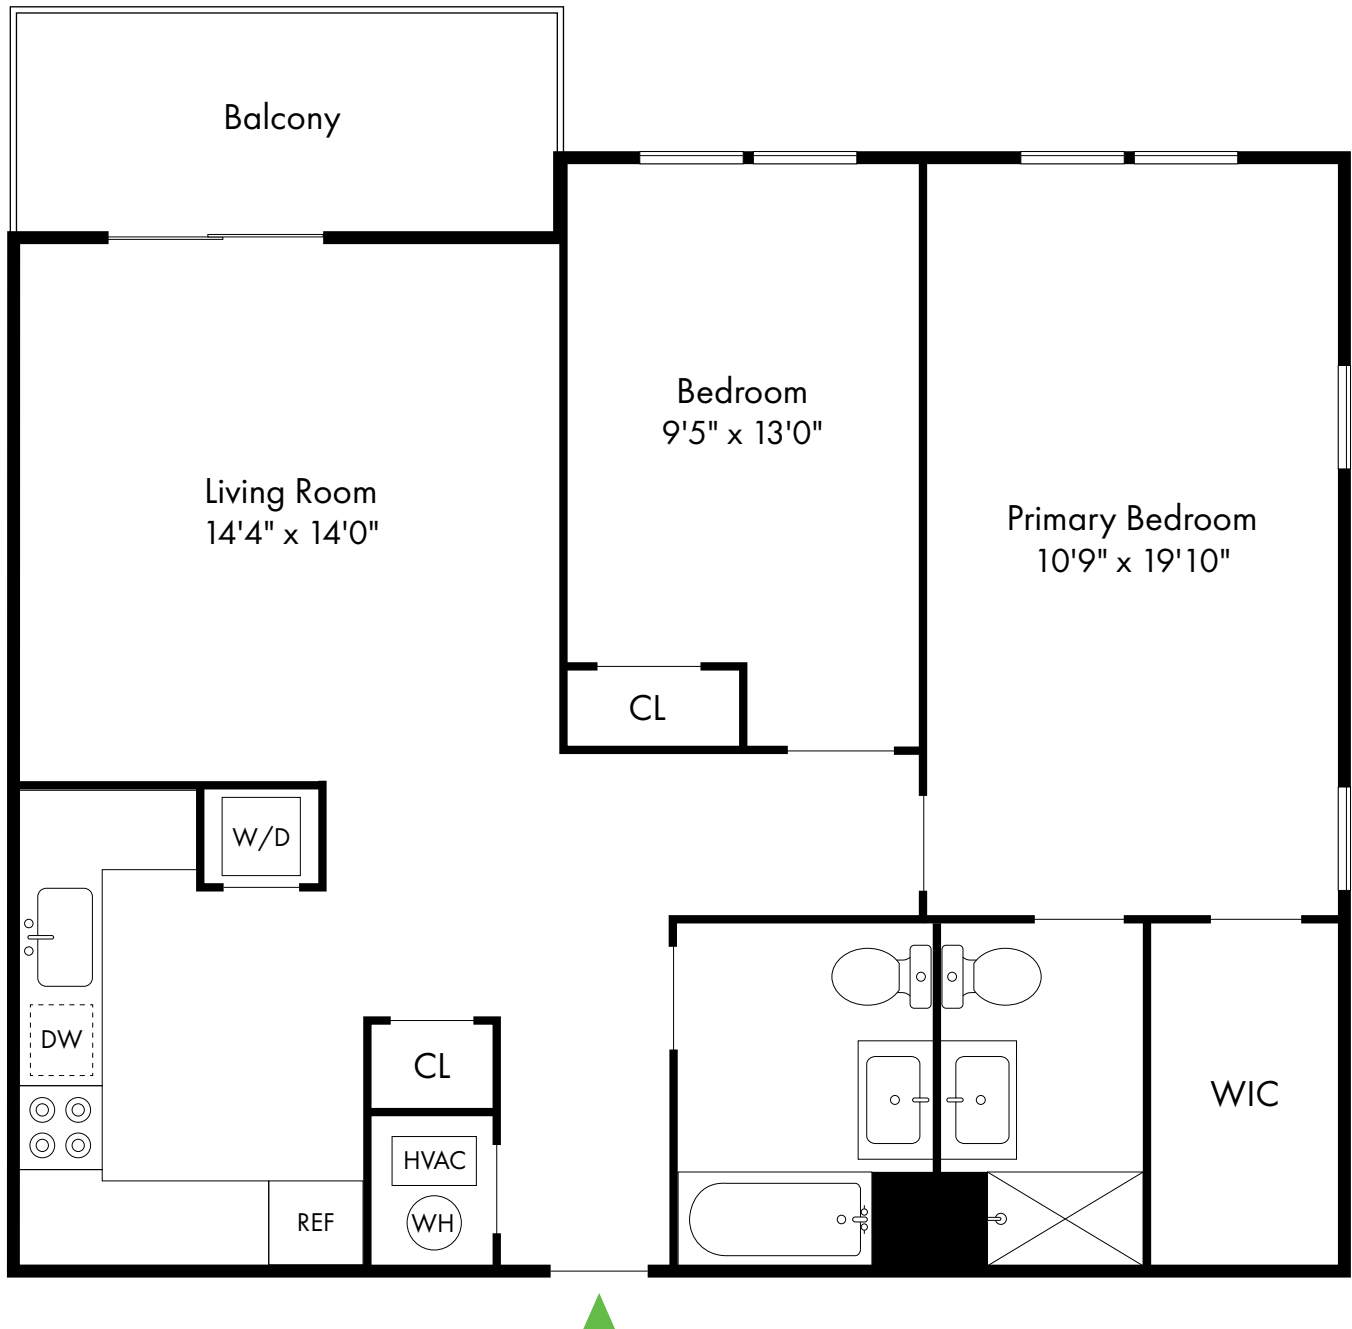 Balcony
Bedroom
9'5" x 13'0"
Living Room
14'4" x 14'0"
Primary Bedroom
10'9" x 19'10"
CL
W/D
DW
CL
WIC
HVAC
WH
REF